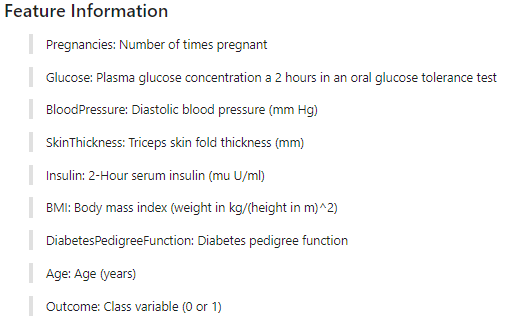 Feature Information
Pregnancies: Number of times pregnant
Glucose: Plasma glucose concentration a 2 hours in an oral glucose tolerance test
BloodPressure: Diastolic blood pressure (mm Hg)
SkinThickness: Triceps skin fold thickness (mm)
Insulin: 2-Hour serum insulin (mu U/ml)
BMI: Body mass index (weight in kg/(height in m)^2)
DiabetesPedigreeFunction: Diabetes pedigree function
Age: Age (years)
Outcome: Class variable (0 or 1)